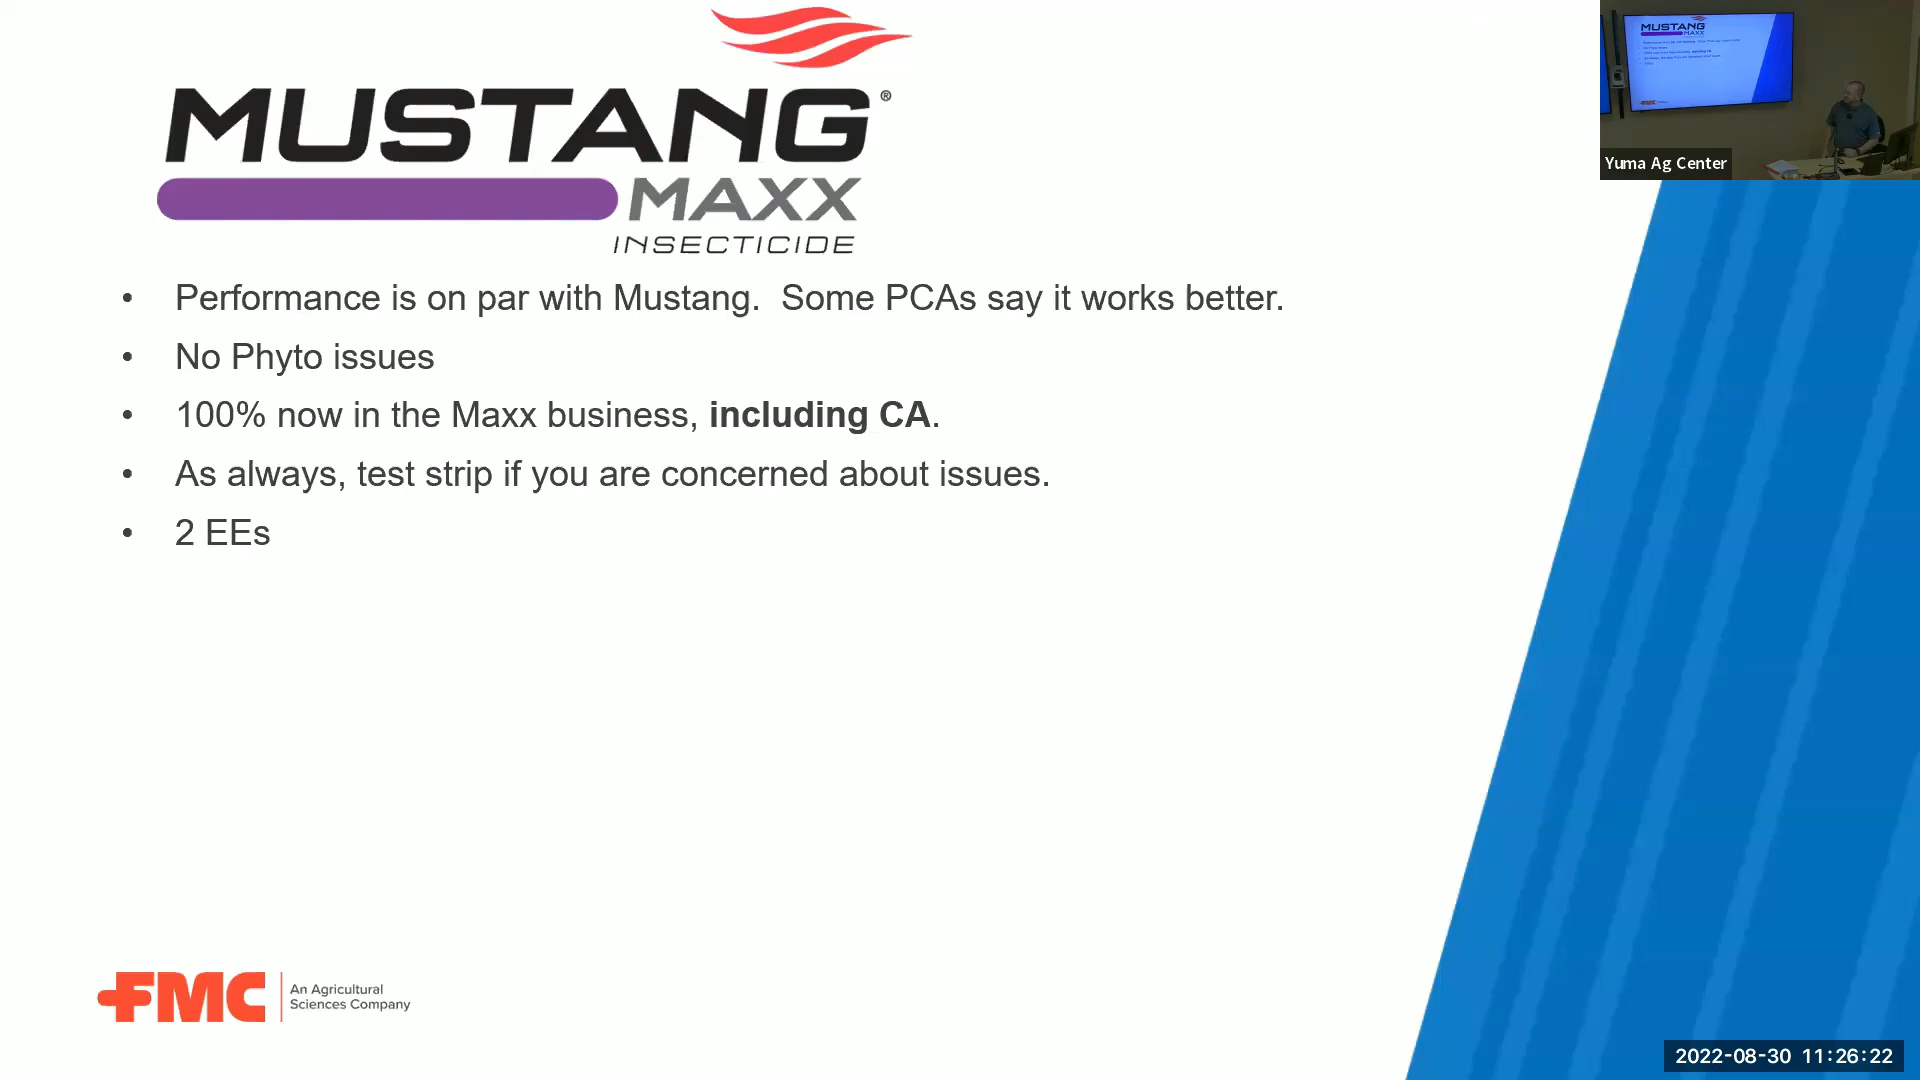 MUSTANG®
MAXX
INSECTICIDE
• Performance is on par with Mustang.  Some PCAs say it works better.
• No Phyto issues
• 100% now in the Maxx business, including CA.
• As always, test strip if you are concerned about issues.
• 2 EEs
FMC
An Agricultural
Sciences Company
MUSTANG
MAXX
Yuma Ag Center
2022-08-30 11:26:22